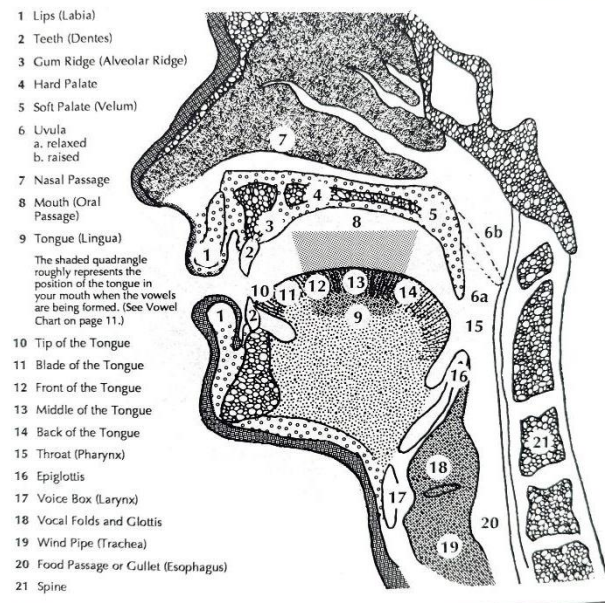 1 Lips (Labia)
2 Teeth (Dentes)
3 Gum Ridge (Alveolar Ridge)
4 Hard Palate
5 Soft Palate (Velum)
6 Uvula
a. relaxed
b. raised
7 Nasal Passage
8 Mouth (Oral
Passage)
9 Tongue (Lingua)
The shaded quadrangle
roughly represents the
position of the tongue in
your mouth when the vowels
are being formed. (See Vowel
Chart on page 11.)
10 Tip of the Tongue
11 Blade of the Tongue
12 Front of the Tongue
13 Middle of the Tongue
14 Back of the Tongue
15 Throat (Pharynx)
16 Epiglottis
17 Voice Box (Larynx)
18 Vocal Folds and Glottis
19 Wind Pipe (Trachea)
20 Food Passage or Gullet (Esophagus)
21 Spine
7
4
5
3
8
6b
1
2
10
11
12
13
14
6a
9
15
1
2
16
21
18
17
20
19